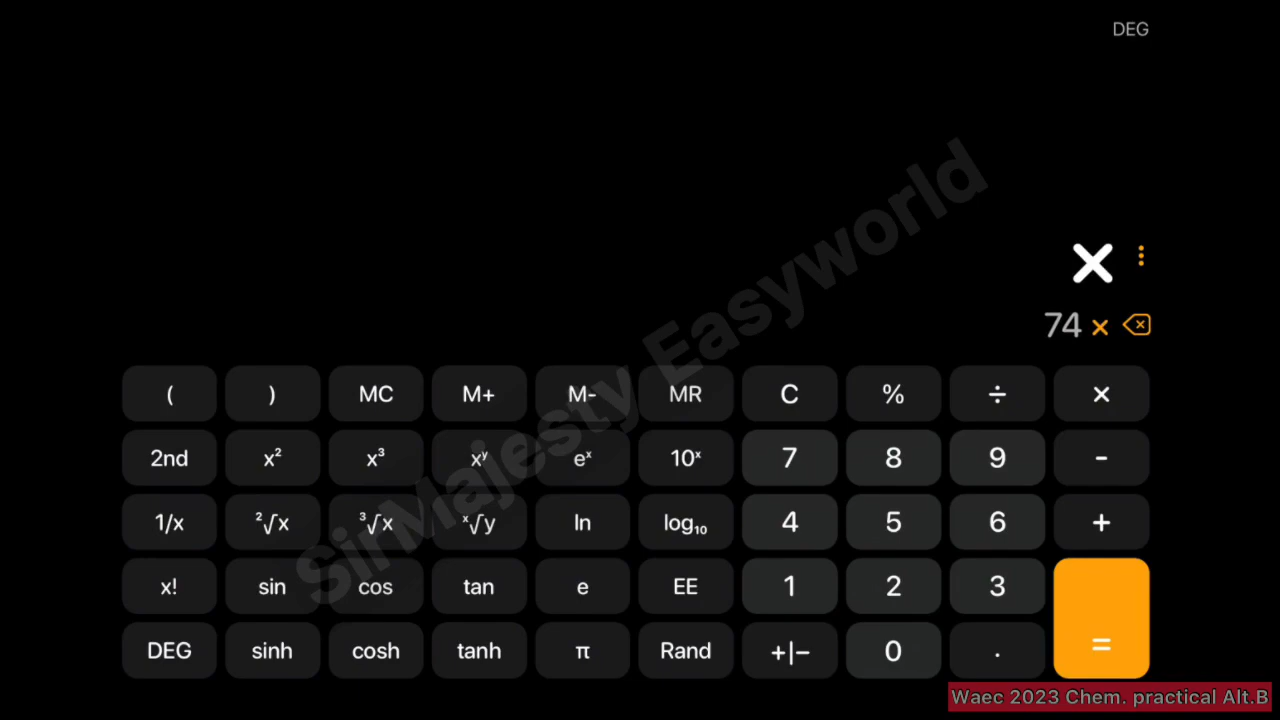 DEG
×
74 ×
( ) MC M+ M- MR C % ÷ ×
2nd x² x³ xʸ eˣ 10ˣ 7 8 9 -
1/x ²√x ³√x ˣ√y ln log₁₀ 4 5 6 +
x! sin cos tan e EE 1 2 3
DEG sinh cosh tanh π Rand +|− 0 . =
SirMajesty Easyworld
Waec 2023 Chem. practical Alt.B